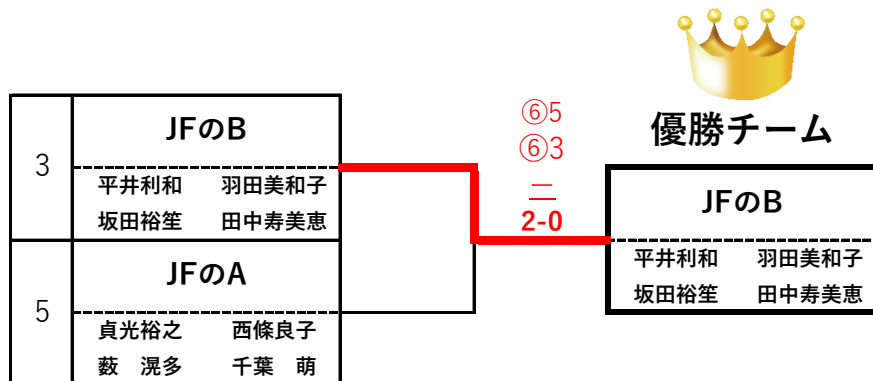 3
JFのB
平井利和 羽田美和子
坂田裕笙 田中寿美恵
5
JFのA
貞光裕之 西條良子
薮 滉多 千葉 萌
⑥5
⑥3
二
2-0
優勝チーム
JFのB
平井利和 羽田美和子
坂田裕笙 田中寿美恵